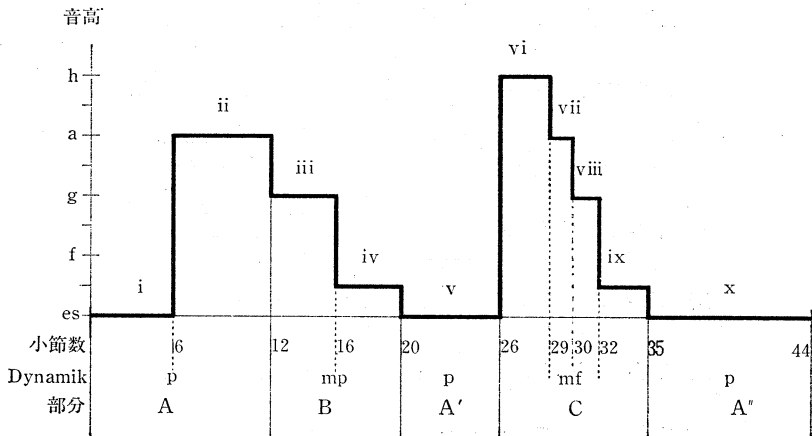 音高
vi
h
ii
vii
a
iii
viii
g
iv
ix
f
i
v
x
es
小節数 6 12 16 20 26 29 30 32 35 44
Dynamik p mp p mf p
部分 A B A′ C A″